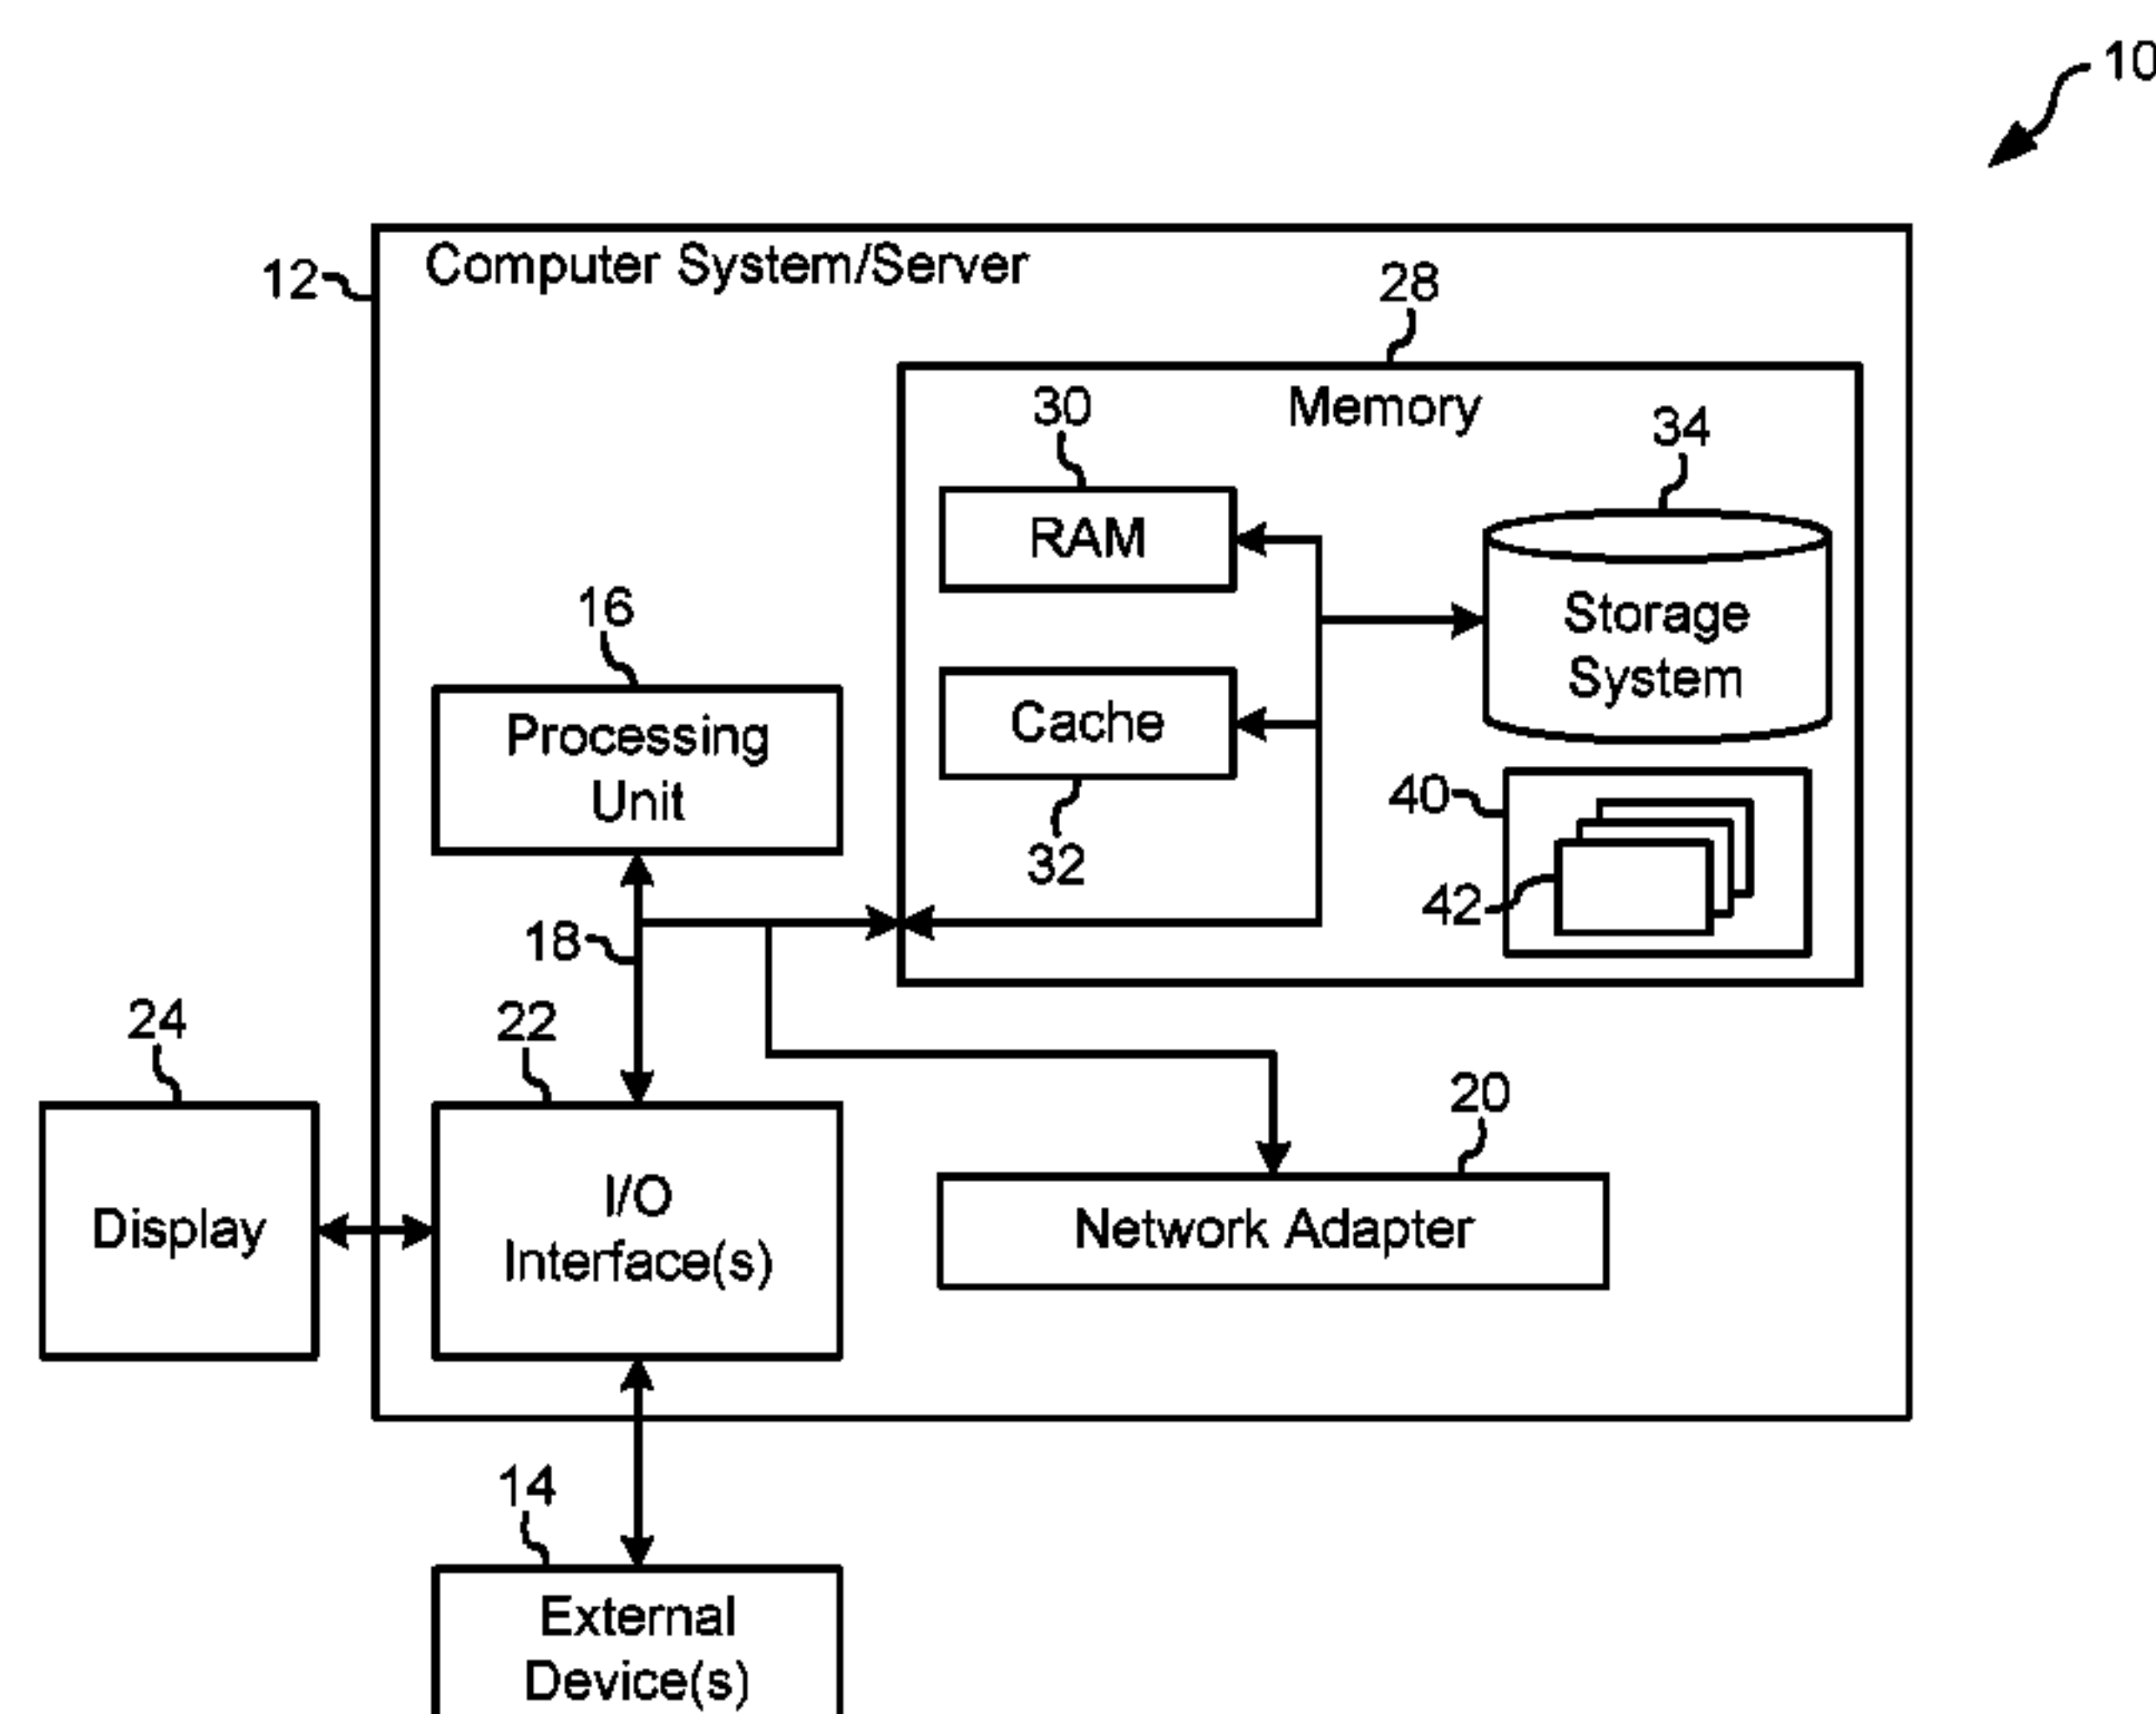 10
12
Computer System/Server
28
Memory
30
34
RAM
Storage
System
16
Processing
Unit
Cache
32
40
42
18
24
22
20
Display
I/O
Interface(s)
Network Adapter
14
External
Device(s)